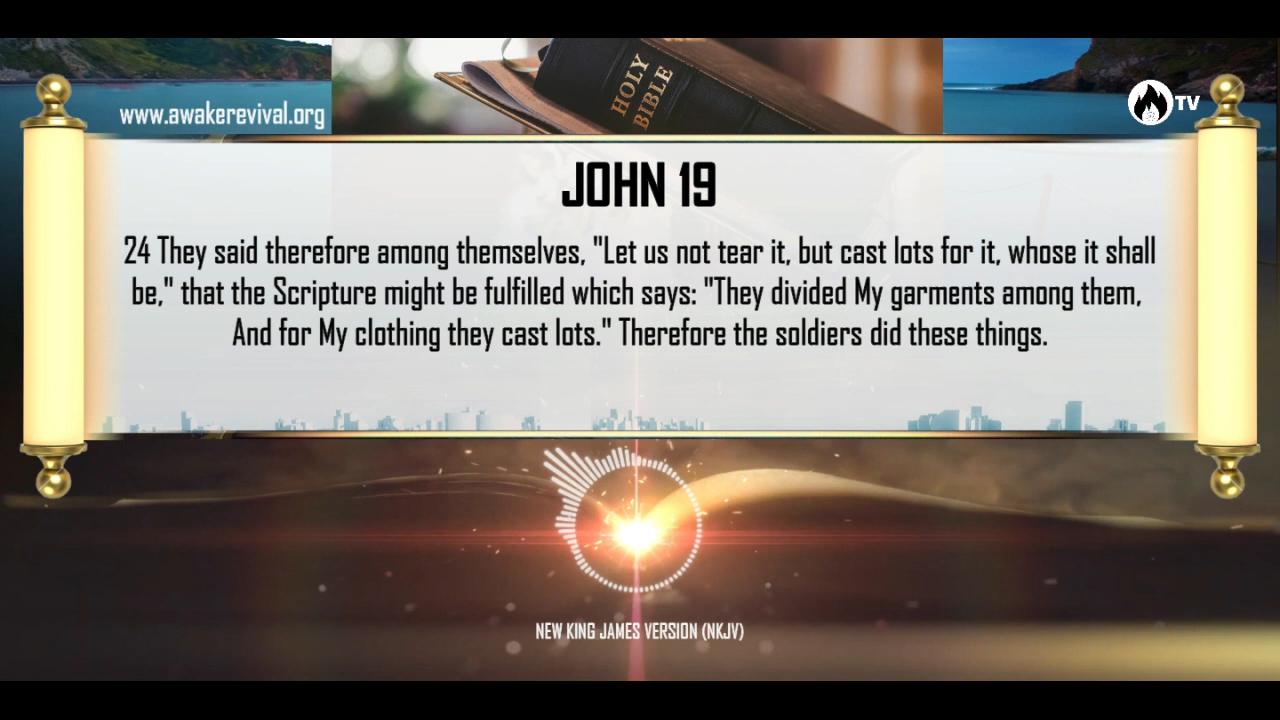 www.awakerevival.org
HOLY
BIBLE
TV
JOHN 19
24 They said therefore among themselves, "Let us not tear it, but cast lots for it, whose it shall
be," that the Scripture might be fulfilled which says: "They divided My garments among them,
And for My clothing they cast lots." Therefore the soldiers did these things.
NEW KING JAMES VERSION (NKJV)